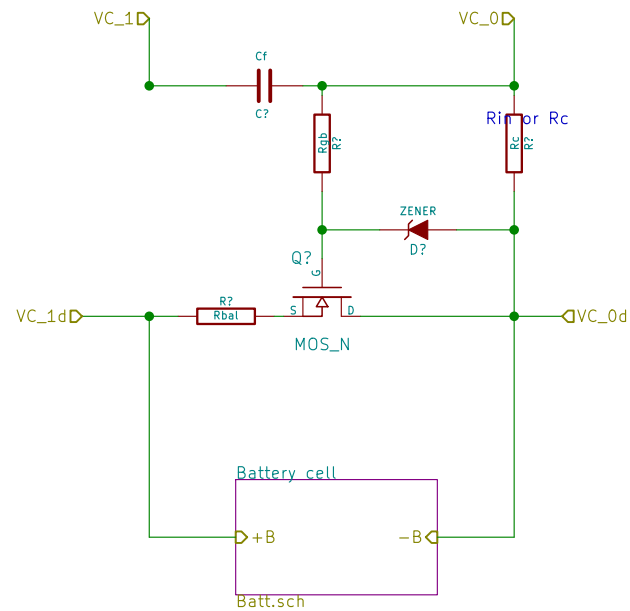 VC_1
VC_0
Cf
C?
Rin or Rc
Rgb
R?
Rc
R?
ZENER
D?
Q?
G
S
D
MOS_N
VC_1d
R?
Rbal
VC_0d
Battery cell
+B
-B
Batt.sch